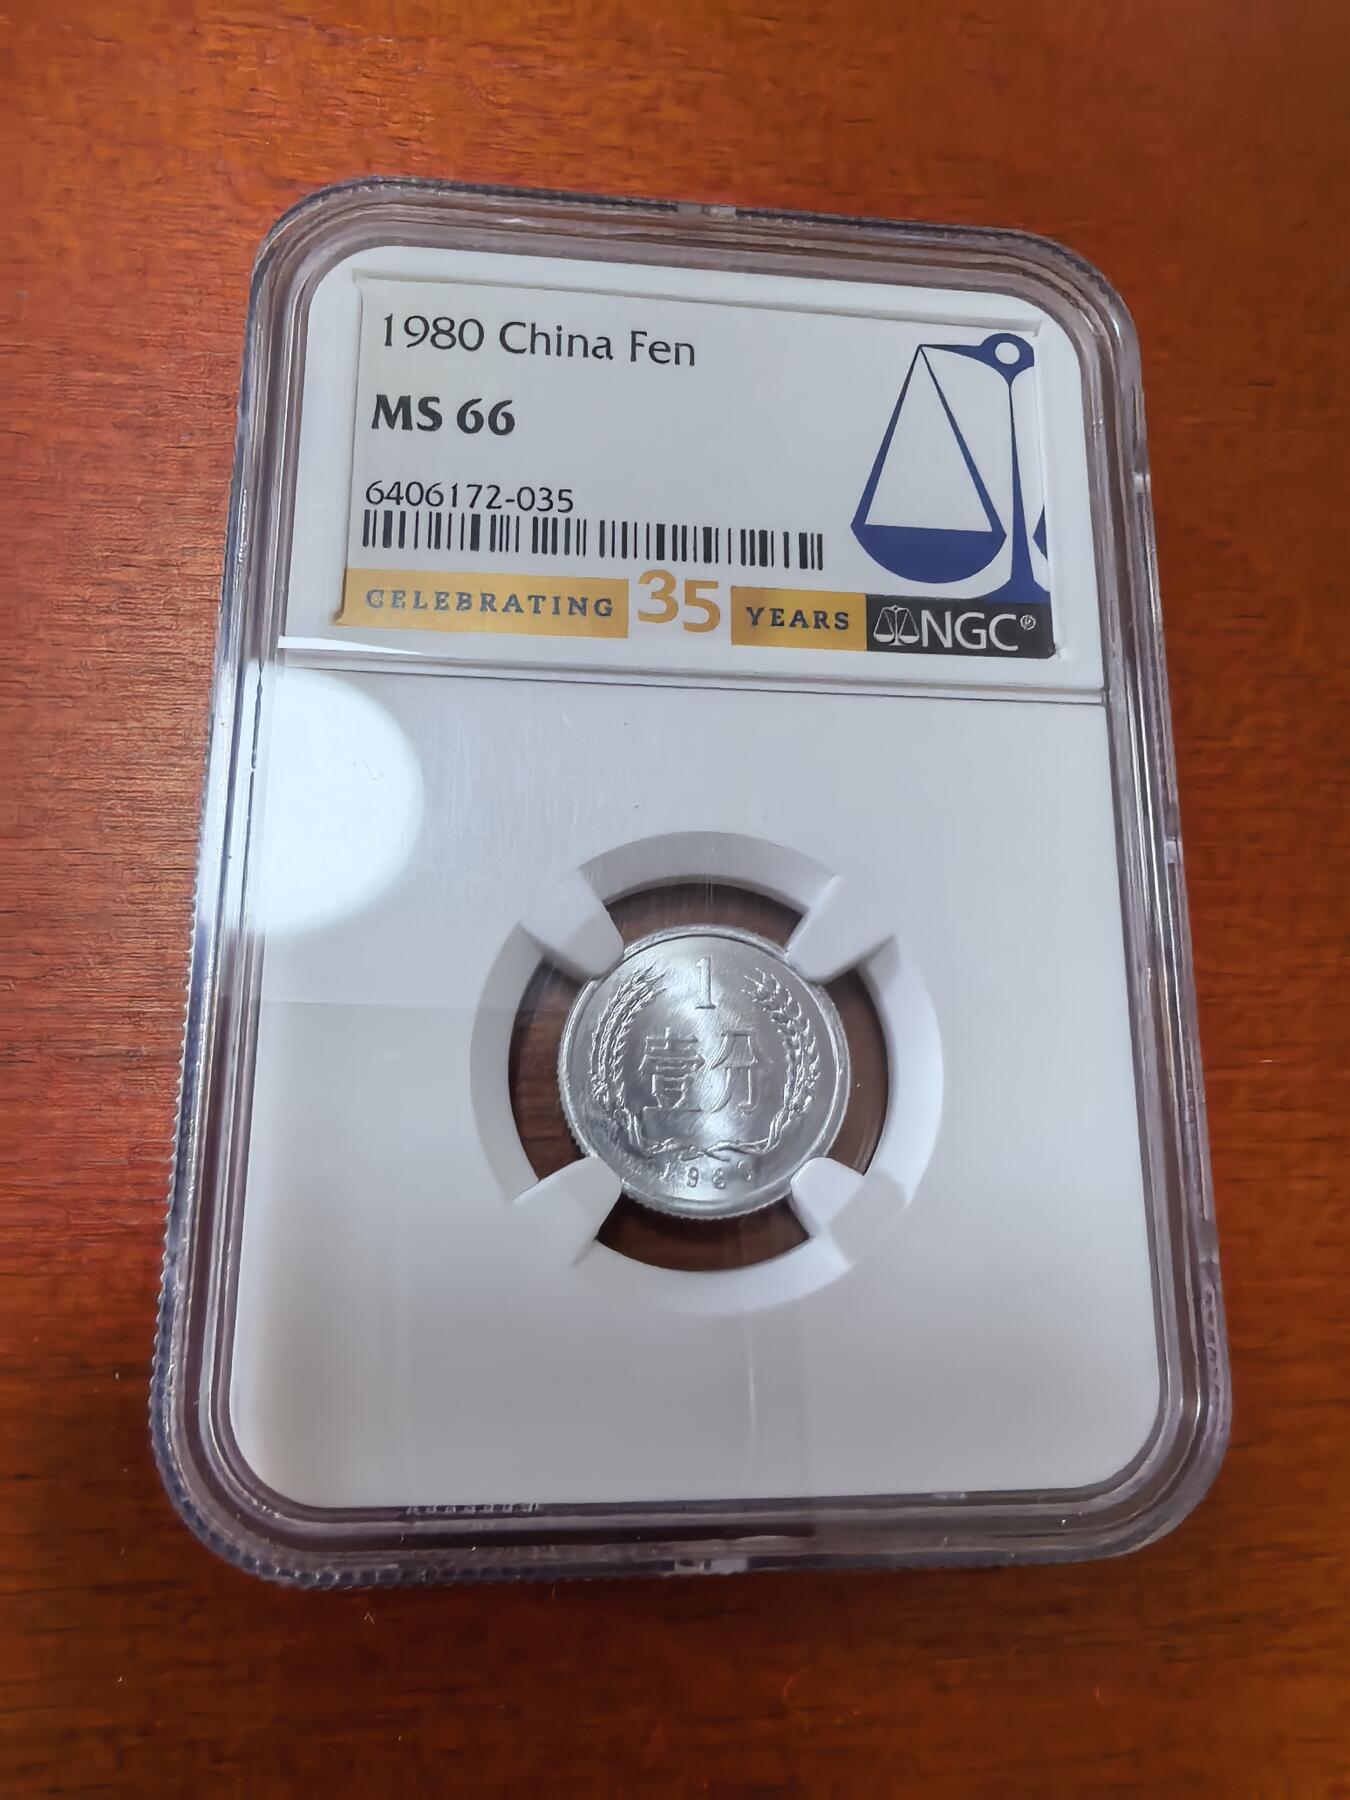 1980 China Fen
MS 66
6406172-035
CELEBRATING 35 YEARS NGC®
1
壹分